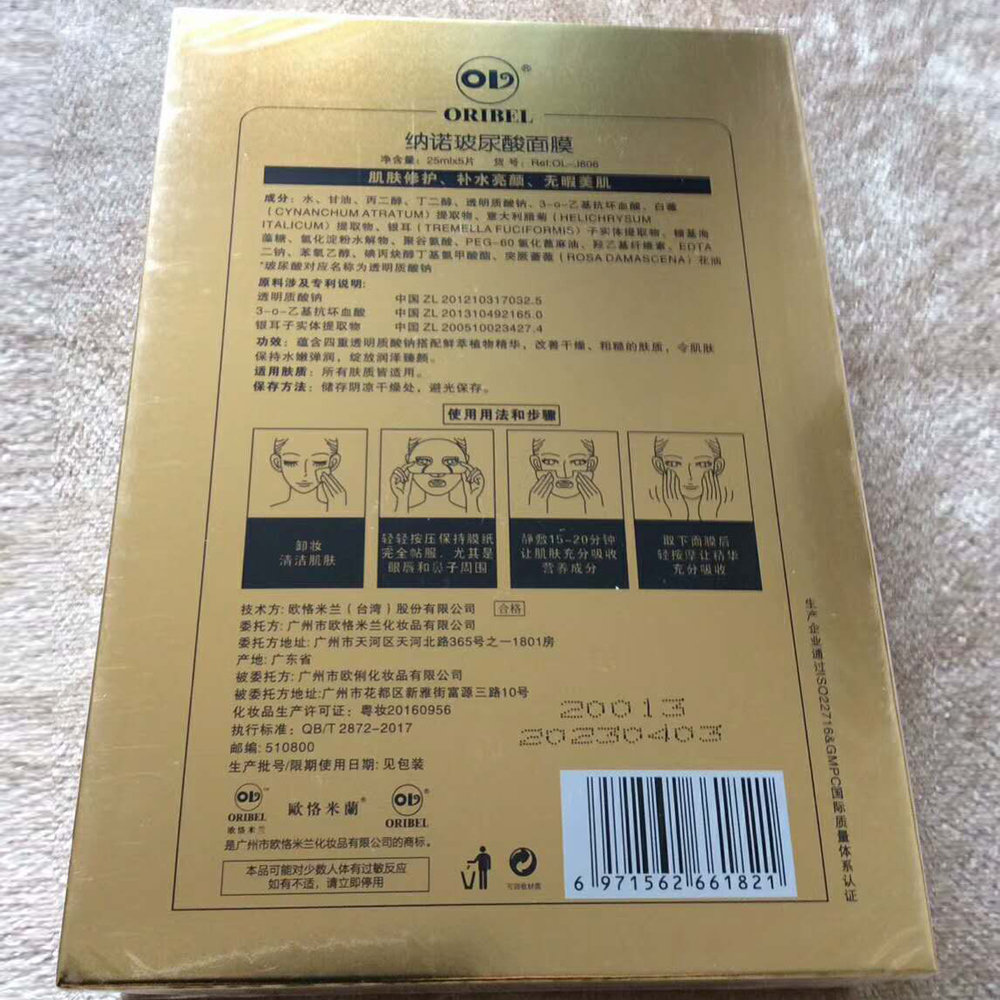 OL®
ORIBEL
纳诺玻尿酸面膜
净含量：25mlx5片 货号：Ref:OL-J806
肌肤修护、补水亮颜、无暇美肌
成分：水、甘油、丙二醇、丁二醇、透明质酸钠、3-o-乙基抗坏血酸、白薇
（CYNANCHUM ATRATUM）提取物、意大利腊菊（HELICHRYSUM
ITALICUM）提取物、银耳（TREMELLA FUCIFORMIS）子实体提取物、糖基海
藻糖、氢化淀粉水解物、聚谷氨酸、PEG-60氢化蓖麻油、羟乙基纤维素、EDTA
二钠、苯氧乙醇、碘丙炔醇丁基氨甲酸酯、突厥蔷薇（ROSA DAMASCENA）花油
*玻尿酸对应名称为透明质酸钠
原料涉及专利说明:
透明质酸钠 中国 ZL 201210317032.5
3-o-乙基抗坏血酸 中国 ZL 201310492165.0
银耳子实体提取物 中国 ZL 200510023427.4
功效：蕴含四重透明质酸钠搭配鲜萃植物精华，改善干燥、粗糙的肤质，令肌肤
保持水嫩弹润，绽放润泽臻颜。
适用肤质：所有肤质皆适用。
保存方法：储存阴凉干燥处，避光保存。
使用用法和步骤
卸妆
清洁肌肤
轻轻按压保持膜纸
完全帖服．尤其是
眼唇和鼻子周围
静敷15-20分钟
让肌肤充分吸收
营养成分
取下面膜后
轻按摩让精华
充分吸收
技术方: 欧恪米兰（台湾）股份有限公司 合格
委托方: 广州市欧恪米兰化妆品有限公司
委托方地址: 广州市天河区天河北路365号之一1801房
产地: 广东省
被委托方: 广州市欧俐化妆品有限公司
被委托方地址:广州市花都区新雅街富源三路10号
化妆品生产许可证: 粤妆20160956
执行标准: QB/T 2872-2017
邮编: 510800
生产批号/限期使用日期: 见包装
20013
20230403
生产企业通过ISO22716&GMPC国际质量体系认证
OL™
ORIBEL
欧恪米兰
歐恪米蘭®
OL®
ORIBEL
是广州市欧恪米兰化妆品有限公司的商标。
本品可能对少数人体有过敏反应
如有不适，请立即停用
可回收材质
6 971562 661821